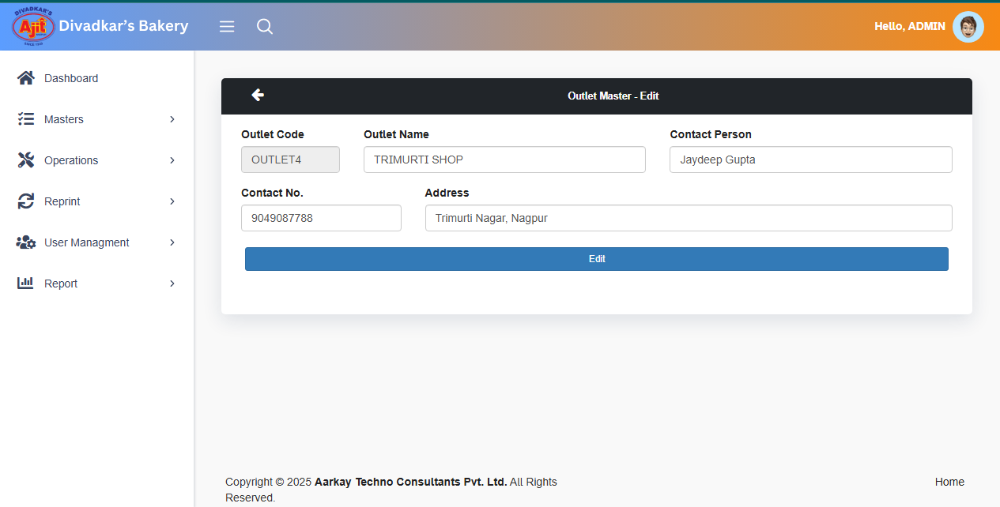 DIVADKAR'S
Ajit
SINCE 1938
Divadkar's Bakery
Hello, ADMIN
Dashboard
Masters
Operations
Reprint
User Managment
Report
Outlet Master - Edit
Outlet Code
Outlet Name
Contact Person
OUTLET4
TRIMURTI SHOP
Jaydeep Gupta
Contact No.
Address
9049087788
Trimurti Nagar, Nagpur
Edit
Copyright © 2025 Aarkay Techno Consultants Pvt. Ltd. All Rights
Reserved.
Home